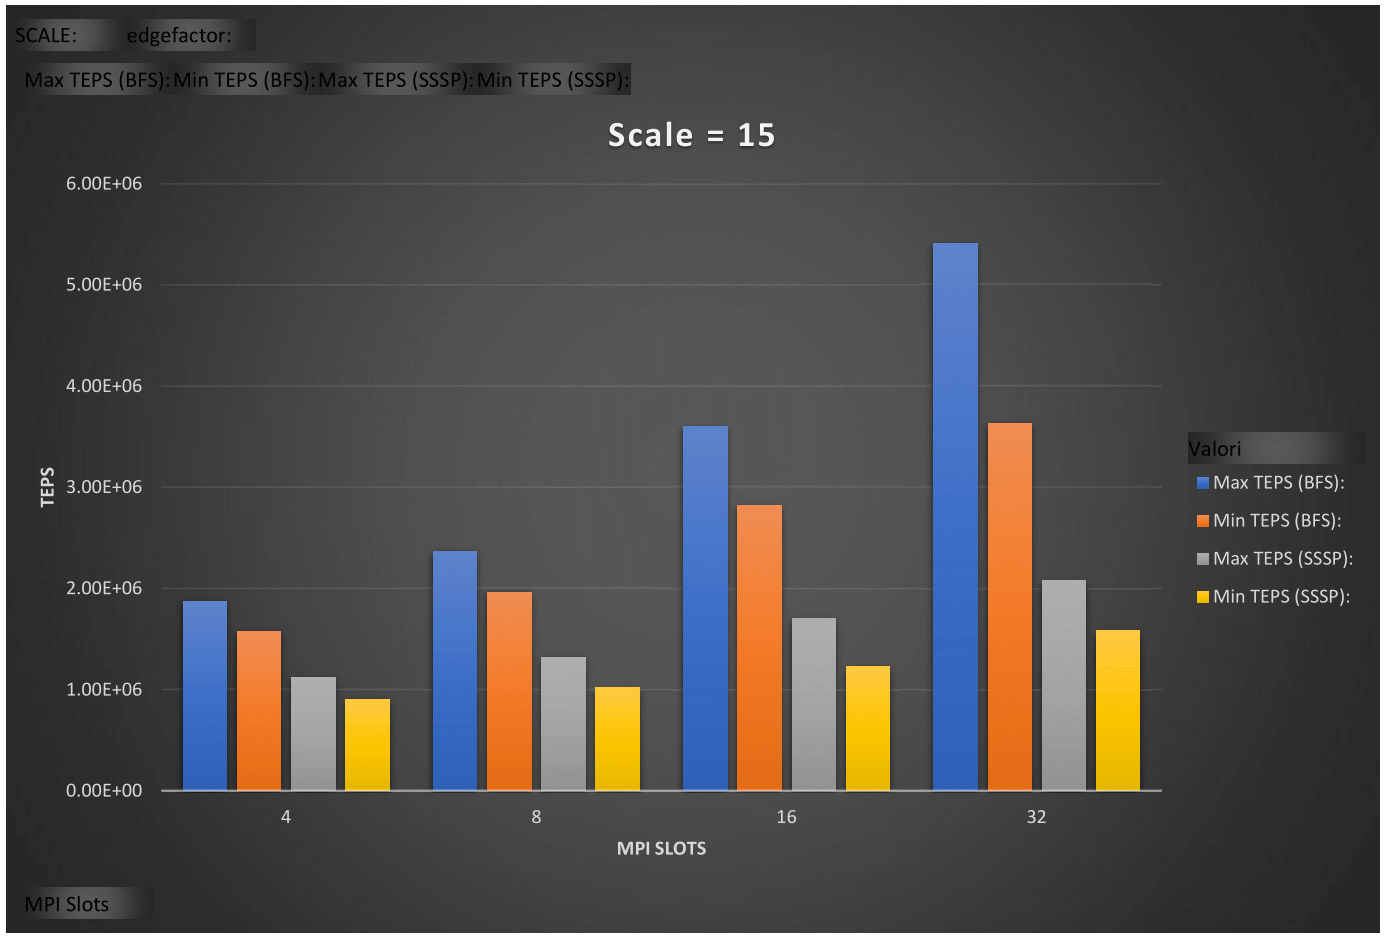 SCALE: edgefactor:
Max TEPS (BFS): Min TEPS (BFS): Max TEPS (SSSP): Min TEPS (SSSP):
Scale = 15
6.00E+06
5.00E+06
4.00E+06
3.00E+06
2.00E+06
1.00E+06
0.00E+00
TEPS
4 8 16 32
MPI SLOTS
Valori
Max TEPS (BFS):
Min TEPS (BFS):
Max TEPS (SSSP):
Min TEPS (SSSP):
MPI Slots